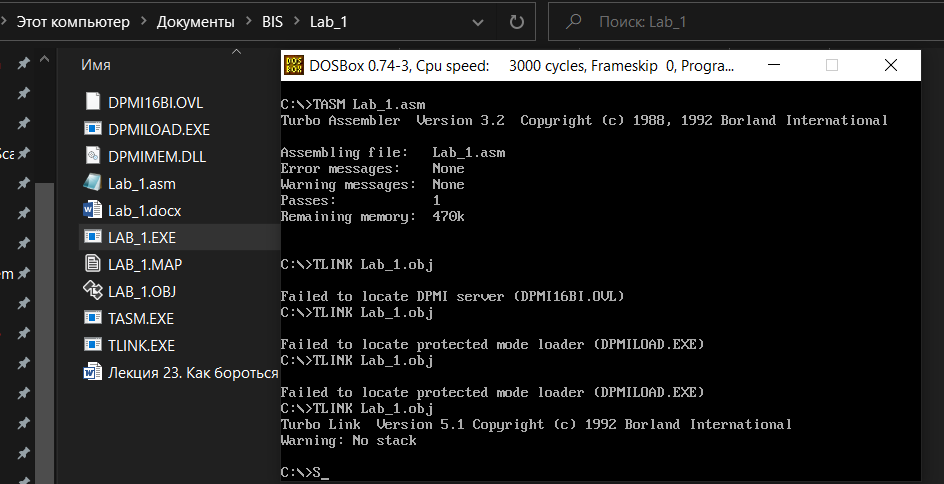 Этот компьютер > Документы > BIS > Lab_1
Поиск: Lab_1
Имя
DPMI16BI.OVL
DPMILOAD.EXE
DPMIMEM.DLL
Lab_1.asm
Lab_1.docx
LAB_1.EXE
LAB_1.MAP
LAB_1.OBJ
TASM.EXE
TLINK.EXE
Лекция 23. Как бороться
Sca
em
DOSBox 0.74-3, Cpu speed: 3000 cycles, Frameskip 0, Progra...
C:\>TASM Lab_1.asm
Turbo Assembler Version 3.2 Copyright (c) 1988, 1992 Borland International
Assembling file: Lab_1.asm
Error messages: None
Warning messages: None
Passes: 1
Remaining memory: 470k
C:\>TLINK Lab_1.obj
Failed to locate DPMI server (DPMI16BI.OVL)
C:\>TLINK Lab_1.obj
Failed to locate protected mode loader (DPMILOAD.EXE)
C:\>TLINK Lab_1.obj
Failed to locate protected mode loader (DPMILOAD.EXE)
C:\>TLINK Lab_1.obj
Turbo Link Version 5.1 Copyright (c) 1992 Borland International
Warning: No stack
C:\>S_